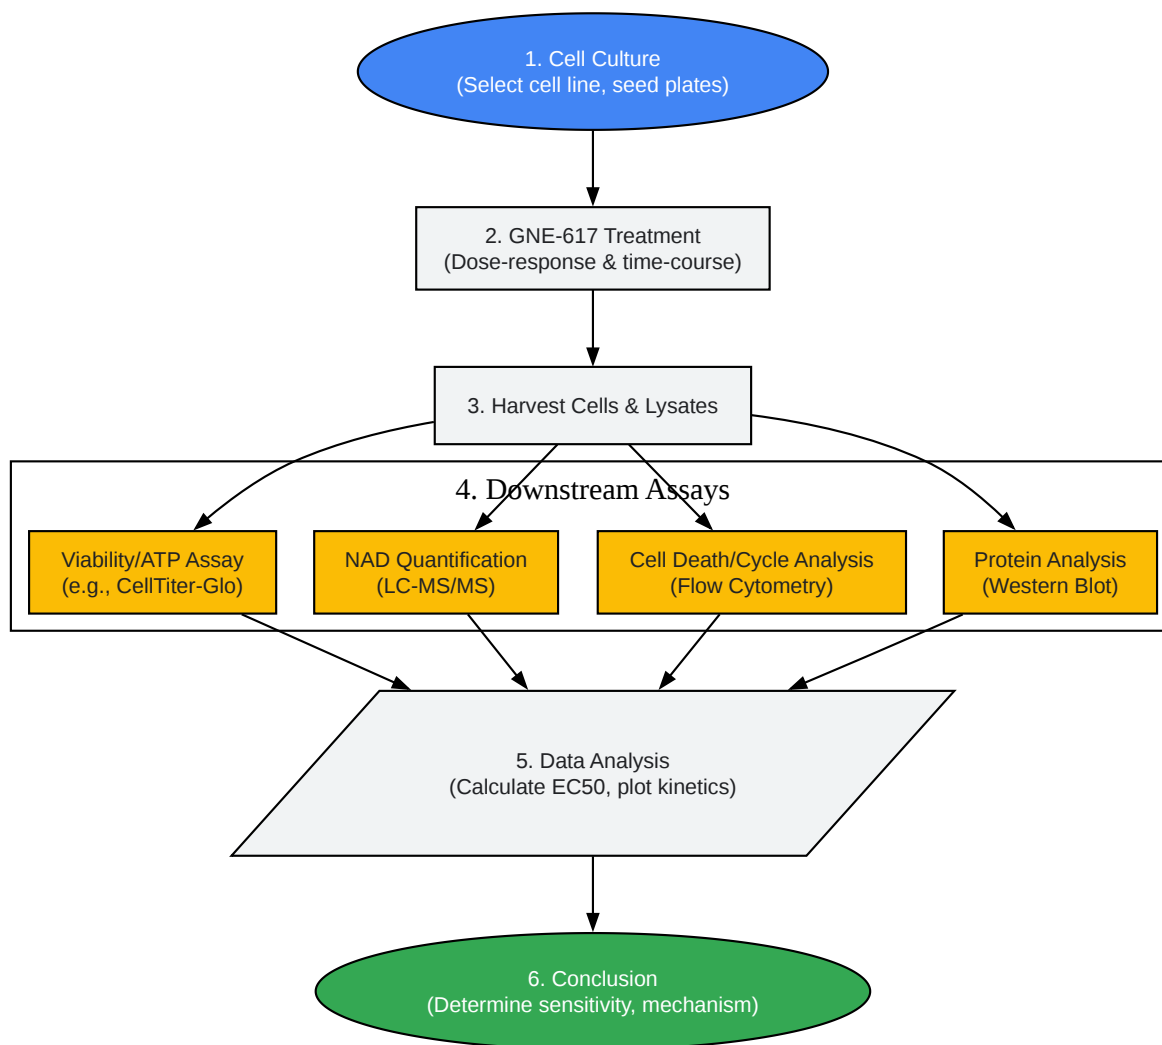 1. Cell Culture
(Select cell line, seed plates)
2. GNE-617 Treatment
(Dose-response & time-course)
3. Harvest Cells & Lysates
4. Downstream Assays
Viability/ATP Assay
(e.g., CellTiter-Glo)
NAD Quantification
(LC-MS/MS)
Cell Death/Cycle Analysis
(Flow Cytometry)
Protein Analysis
(Western Blot)
5. Data Analysis
(Calculate EC50, plot kinetics)
6. Conclusion
(Determine sensitivity, mechanism)